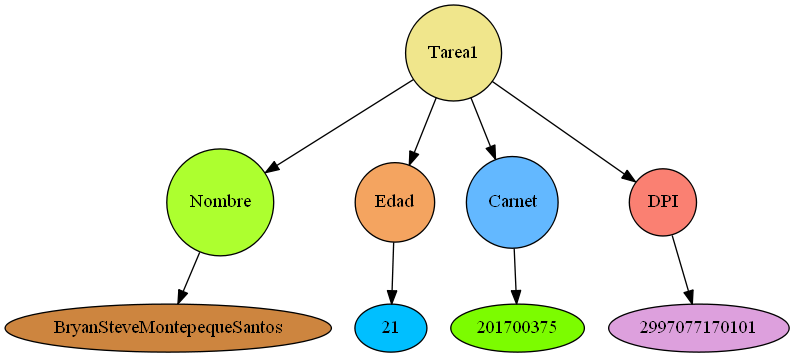 Tarea1
Nombre
Edad
Carnet
DPI
BryanSteveMontepequeSantos
21
201700375
2997077170101